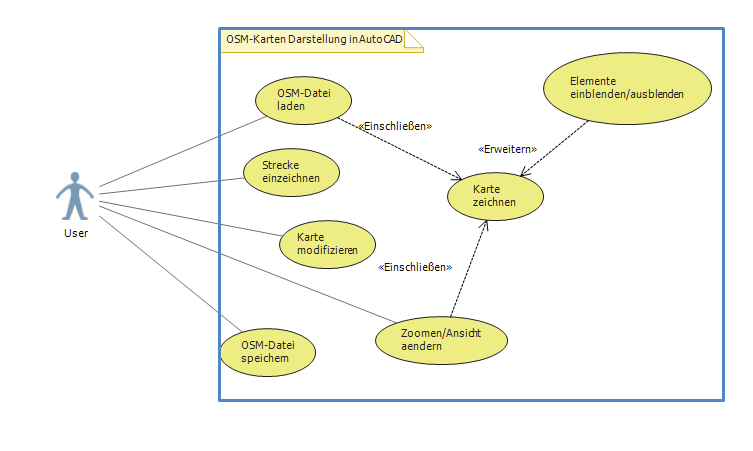 OSM-Karten Darstellung in AutoCAD
OSM-Datei
laden
Elemente
einblenden/ausblenden
«Einschließen»
«Erweitern»
Strecke
einzeichnen
Karte
zeichnen
User
Karte
modifizieren
«Einschließen»
Zoomen/Ansicht
aendern
OSM-Datei
speichern